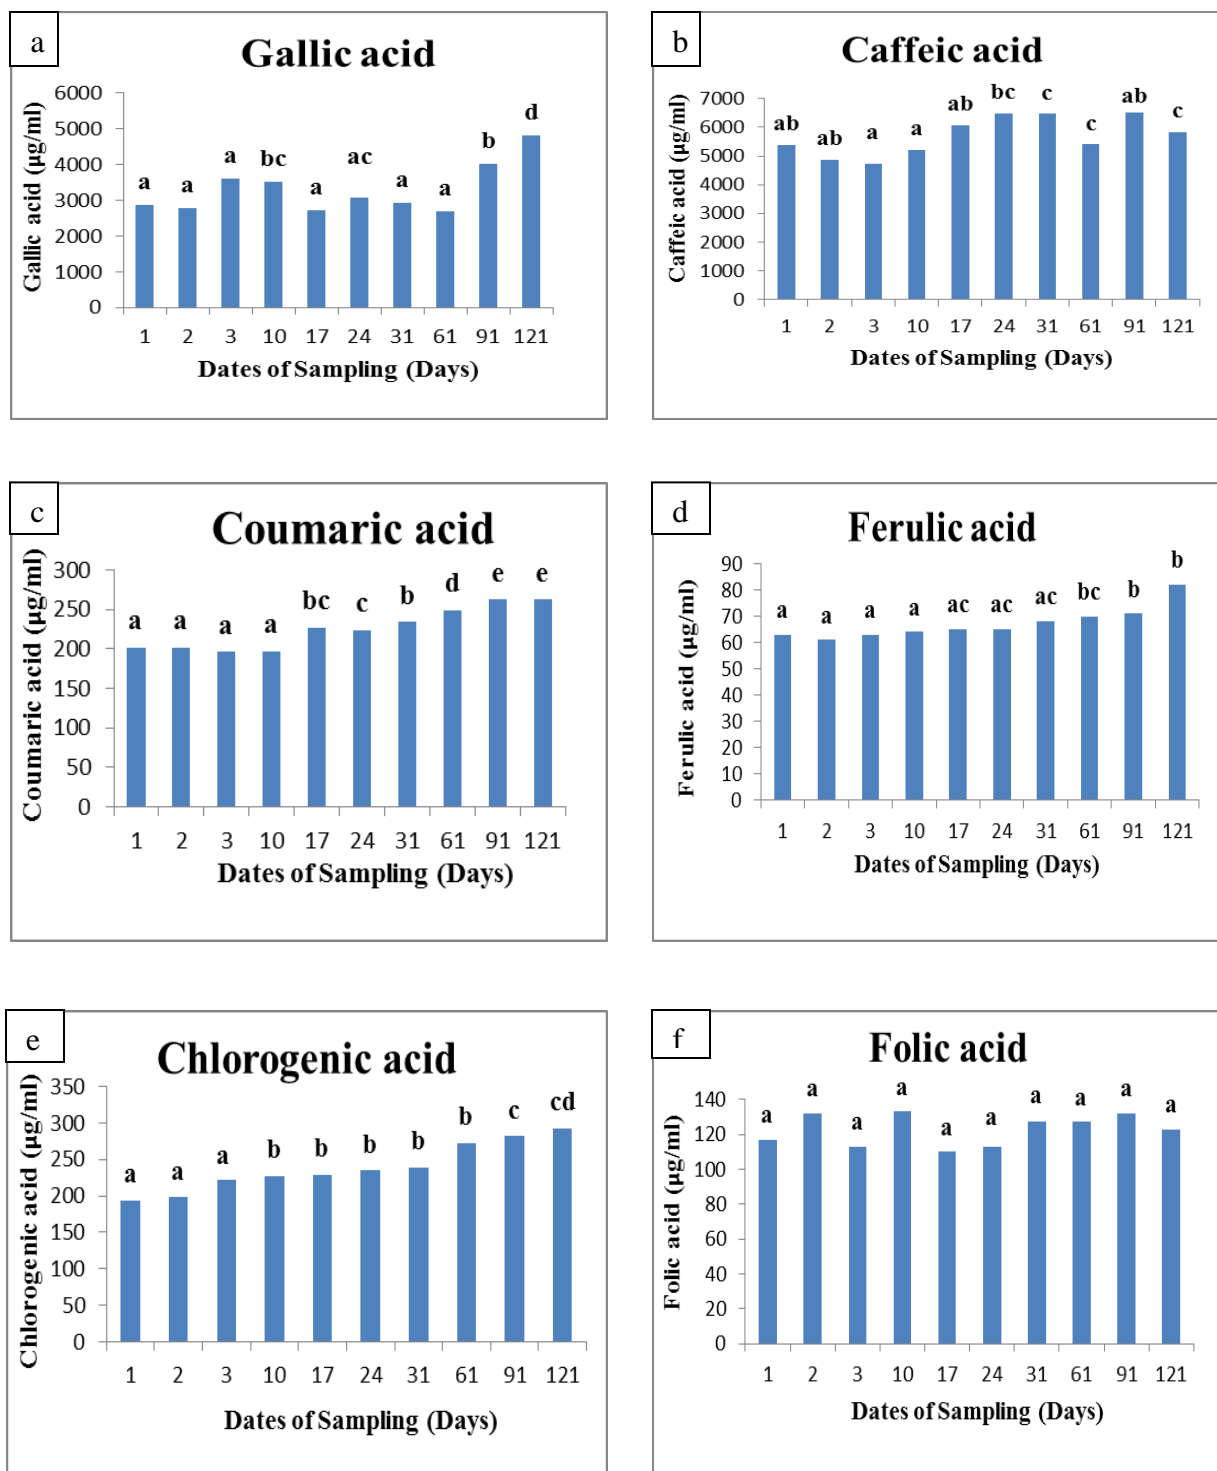 a
Gallic acid
Gallic acid (µg/ml)
6000
5000
4000
3000
2000
1000
0
a a a bc a ac a a b d
1 2 3 10 17 24 31 61 91 121
Dates of Sampling (Days)
b
Caffeic acid
Caffeic acid (µg/ml)
7000
6000
5000
4000
3000
2000
1000
0
ab ab a a ab bc c c ab c
1 2 3 10 17 24 31 61 91 121
Dates of Sampling (Days)
c
Coumaric acid
Coumaric acid (µg/ml)
300
250
200
150
100
50
0
a a a a bc c b d e e
1 2 3 10 17 24 31 61 91 121
Dates of Sampling (Days)
d
Ferulic acid
Ferulic acid (µg/ml)
90
80
70
60
50
40
30
20
10
0
a a a a ac ac ac bc b b
1 2 3 10 17 24 31 61 91 121
Dates of Sampling (Days)
e
Chlorogenic acid
Chlorogenic acid (µg/ml)
350
300
250
200
150
100
50
0
a a a b b b b b c cd
1 2 3 10 17 24 31 61 91 121
Dates of Sampling (Days)
f
Folic acid
Folic acid (µg/ml)
140
120
100
80
60
40
20
0
a a a a a a a a a a
1 2 3 10 17 24 31 61 91 121
Dates of Sampling (Days)